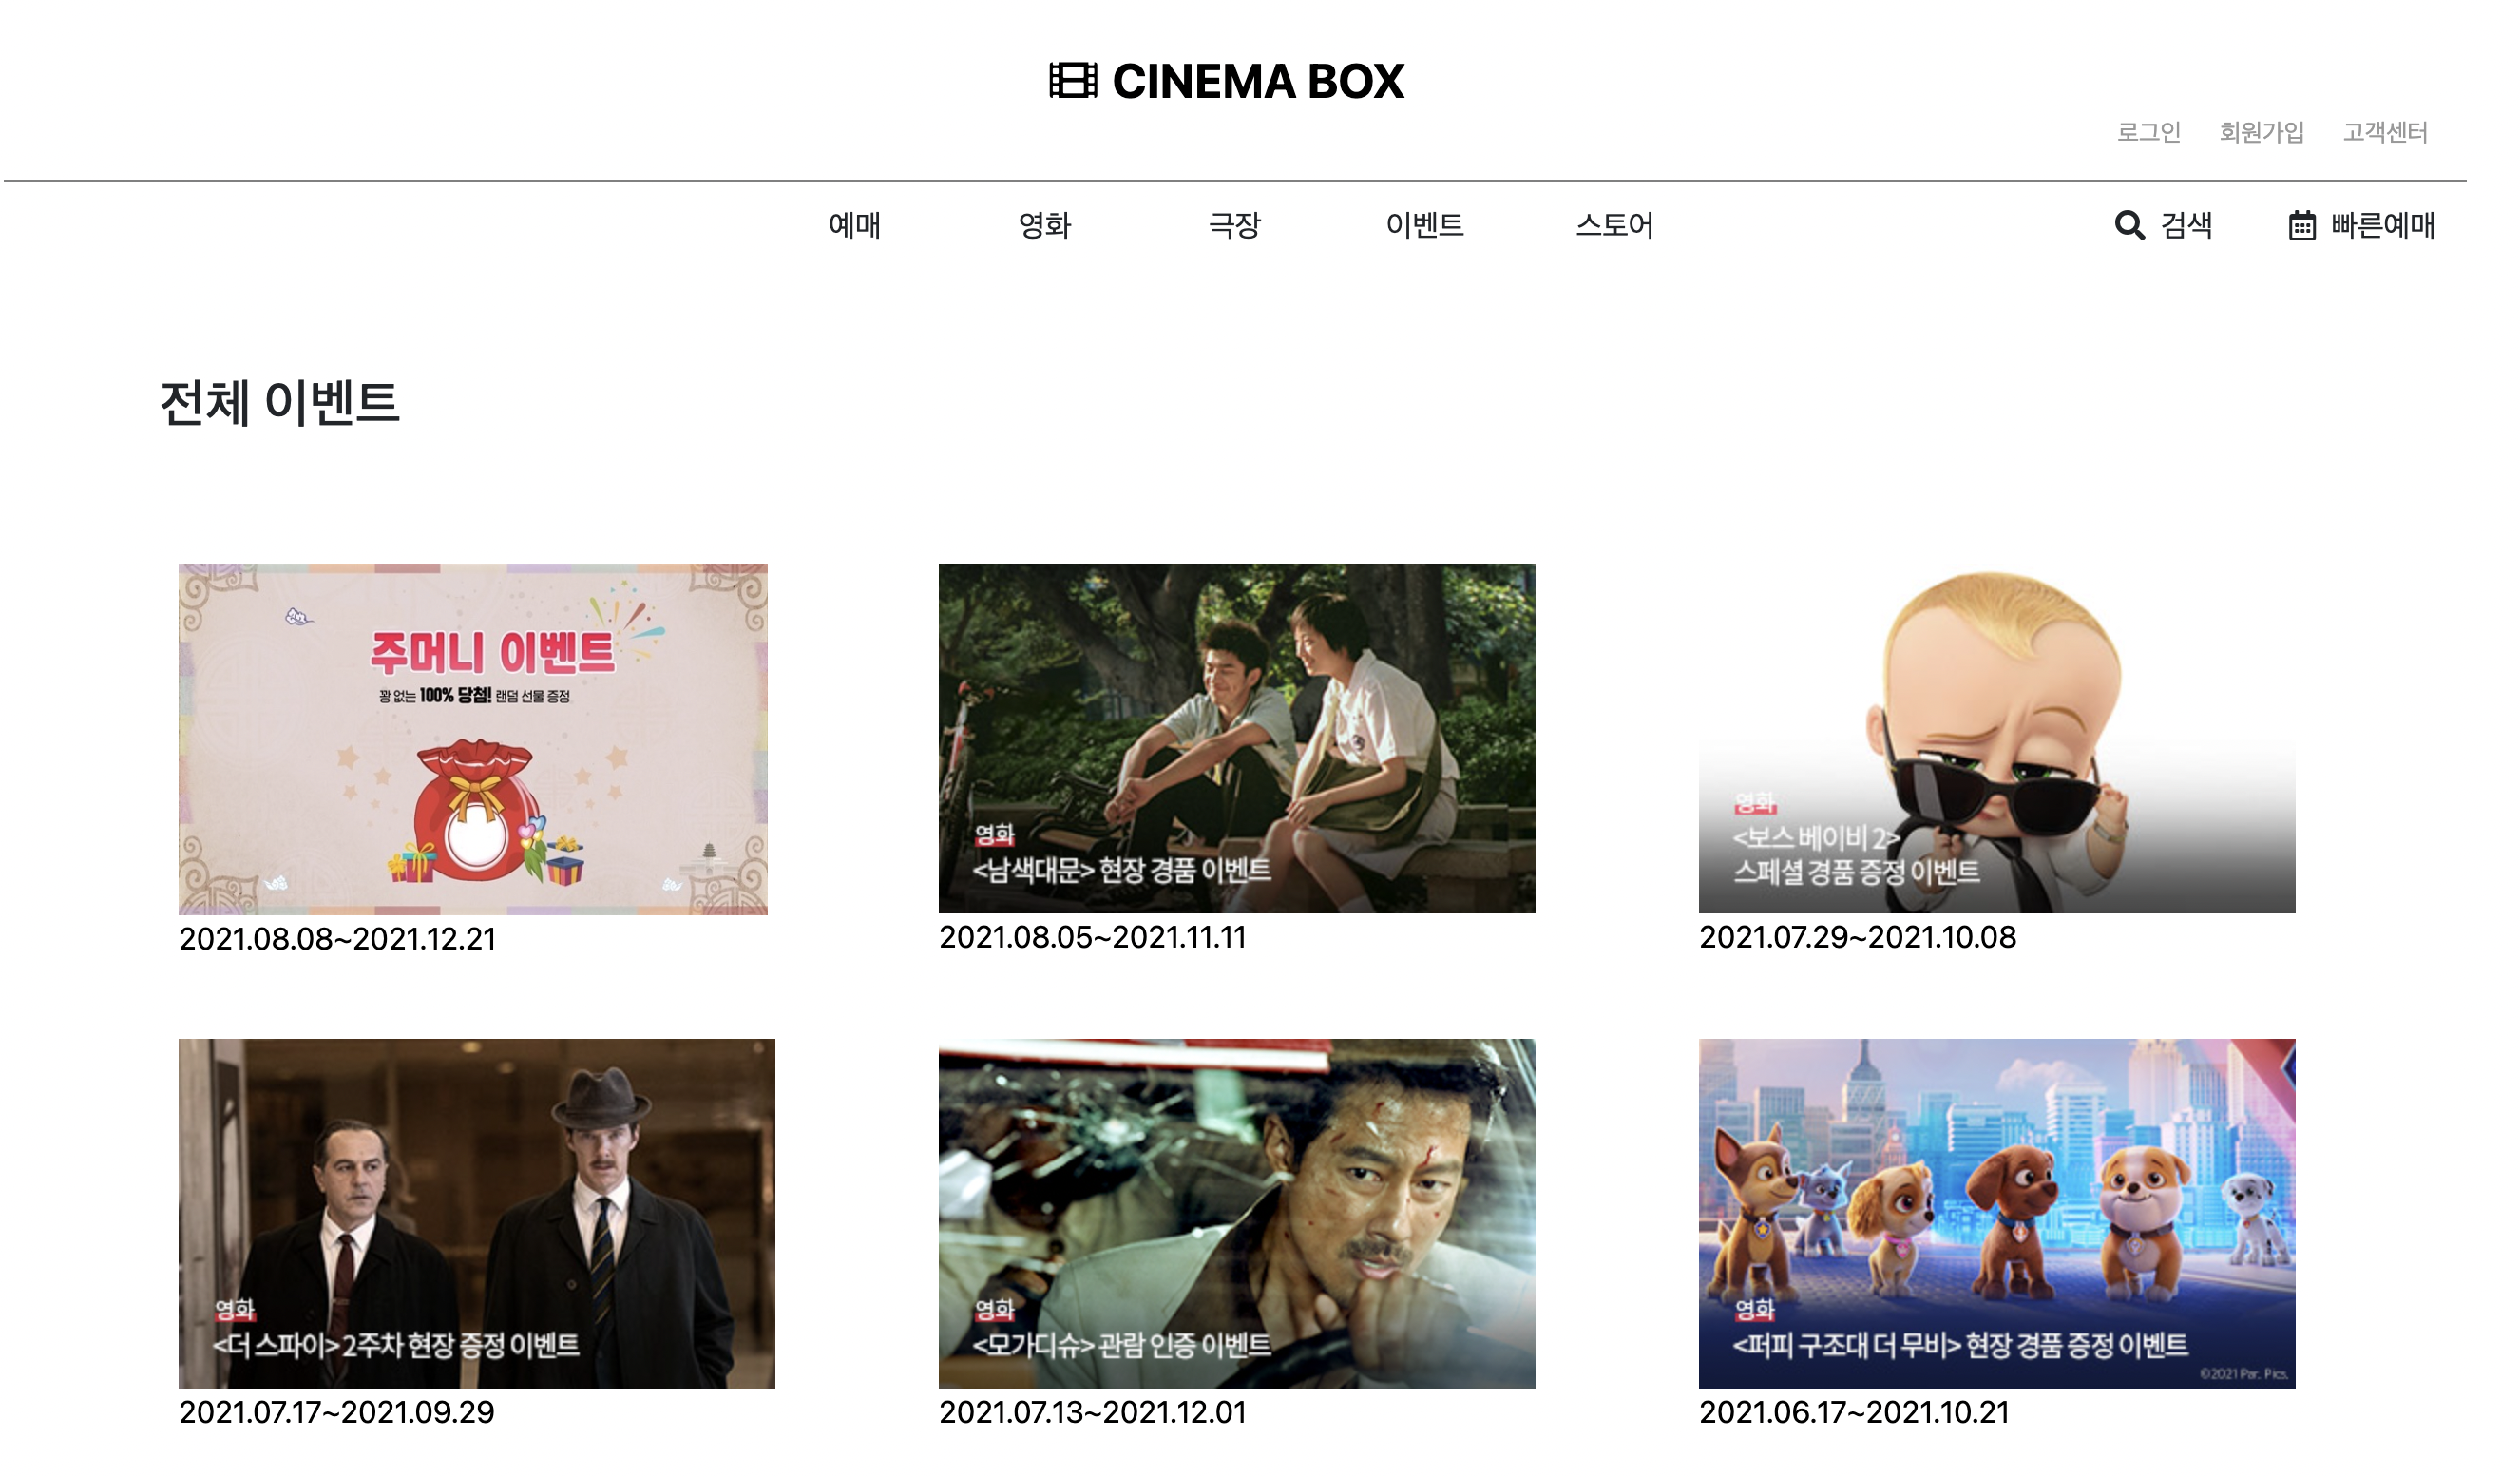 CINEMA BOX
로그인 회원가입 고객센터
예매 영화 극장 이벤트 스토어 검색 빠른예매
전체 이벤트
주머니 이벤트
꽝 없는 100% 당첨! 랜덤 선물 증정
2021.08.08~2021.12.21
영화
<남색대문> 현장 경품 이벤트
2021.08.05~2021.11.11
영화
<보스 베이비 2>
스페셜 경품 증정 이벤트
2021.07.29~2021.10.08
영화
<더 스파이> 2주차 현장 증정 이벤트
2021.07.17~2021.09.29
영화
<모가디슈> 관람 인증 이벤트
2021.07.13~2021.12.01
영화
<퍼피 구조대 더 무비> 현장 경품 증정 이벤트
©2021 Par. Pics.
2021.06.17~2021.10.21